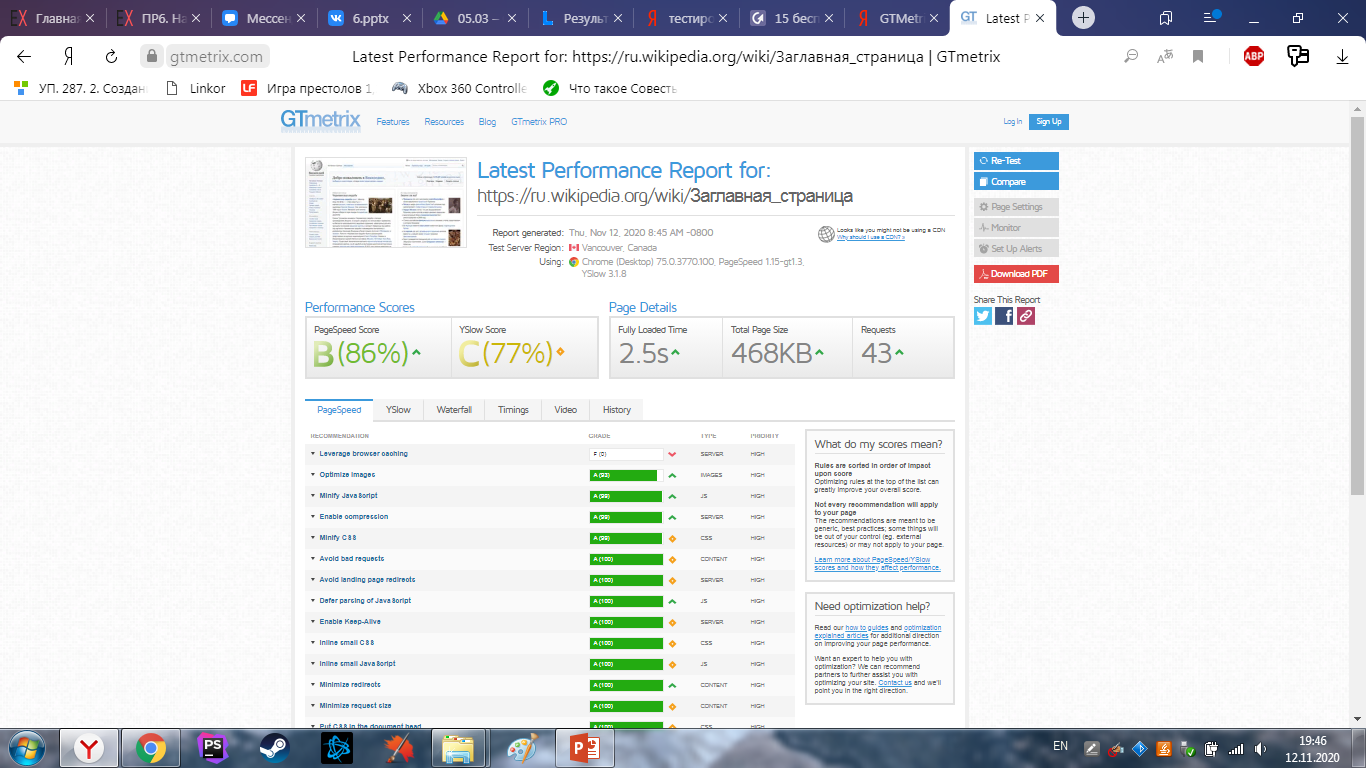 Главная
ПР6. На
Мессен
6.pptx
05.03 –
Резуль
тестиро
15 бесп
GTMetr
Latest P
gtmetrix.com
Latest Performance Report for: https://ru.wikipedia.org/wiki/Заглавная_страница | GTmetrix
ABP
УП. 287. 2. Создан
Linkor
Игра престолов 1
Xbox 360 Controlle
Что такое Совесть
GTmetrix
Features
Resources
Blog
GTmetrix PRO
Log In
Sign Up
Latest Performance Report for:
https://ru.wikipedia.org/wiki/Заглавная_страница
Report generated: Thu, Nov 12, 2020 8:45 AM -0800
Test Server Region: Vancouver, Canada
Using: Chrome (Desktop) 75.0.3770.100, PageSpeed 1.15-gt1.3,
YSlow 3.1.8
Looks like you might not be using a CDN
Why should I use a CDN? »
Re-Test
Compare
Page Settings
Monitor
Set Up Alerts
Download PDF
Share This Report
Performance Scores
PageSpeed Score
B(86%)
YSlow Score
C(77%)
Page Details
Fully Loaded Time
2.5s
Total Page Size
468KB
Requests
43
PageSpeed
YSlow
Waterfall
Timings
Video
History
RECOMMENDATION GRADE TYPE PRIORITY
Leverage browser caching F (0) SERVER HIGH
Optimize images A (93) IMAGES HIGH
Minify JavaScript A (99) JS HIGH
Enable compression A (99) SERVER HIGH
Minify CSS A (99) CSS HIGH
Avoid bad requests A (100) CONTENT HIGH
Avoid landing page redirects A (100) SERVER HIGH
Defer parsing of JavaScript A (100) JS HIGH
Enable Keep-Alive A (100) SERVER HIGH
Inline small CSS A (100) CSS HIGH
Inline small JavaScript A (100) JS HIGH
Minimize redirects A (100) CONTENT HIGH
Minimize request size A (100) CONTENT HIGH
Put CSS in the document head A (100) CSS HIGH
What do my scores mean?
Rules are sorted in order of impact
upon score
Optimizing rules at the top of the list can
greatly improve your overall score.
Not every recommendation will apply
to your page
The recommendations are meant to be
generic, best practices; some things will
be out of your control (eg. external
resources) or may not apply to your page.
Learn more about PageSpeed/YSlow
scores and how they affect performance.
Need optimization help?
Read our how to guides and optimization
explained articles for additional direction
on improving your page performance.
Want an expert to help you with
optimization? We can recommend
partners to further assist you with
optimizing your site. Contact us and we'll
point you in the right direction.
EN
19:46
12.11.2020